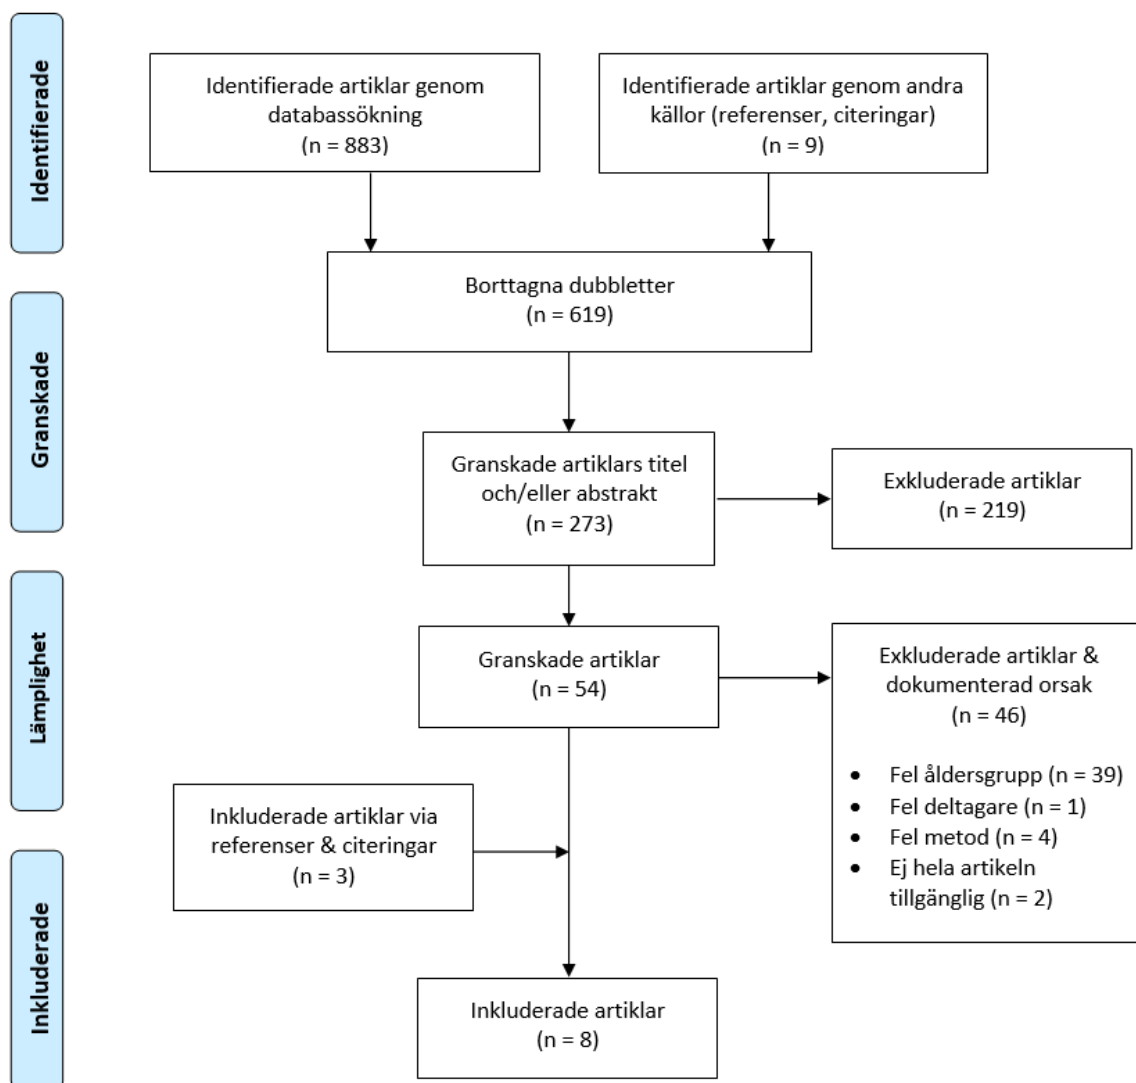 Identifierade
Identifierade artiklar genom
databassökning
(n = 883)
Identifierade artiklar genom andra
källor (referenser, citeringar)
(n = 9)
Borttagna dubbletter
(n = 619)
Granskade
Granskade artiklars titel
och/eller abstrakt
(n = 273)
Exkluderade artiklar
(n = 219)
Lämplighet
Granskade artiklar
(n = 54)
Exkluderade artiklar &
dokumenterad orsak
(n = 46)
• Fel åldersgrupp (n = 39)
• Fel deltagare (n = 1)
• Fel metod (n = 4)
• Ej hela artikeln
tillgänglig (n = 2)
Inkluderade artiklar via
referenser & citeringar
(n = 3)
Inkluderade
Inkluderade artiklar
(n = 8)